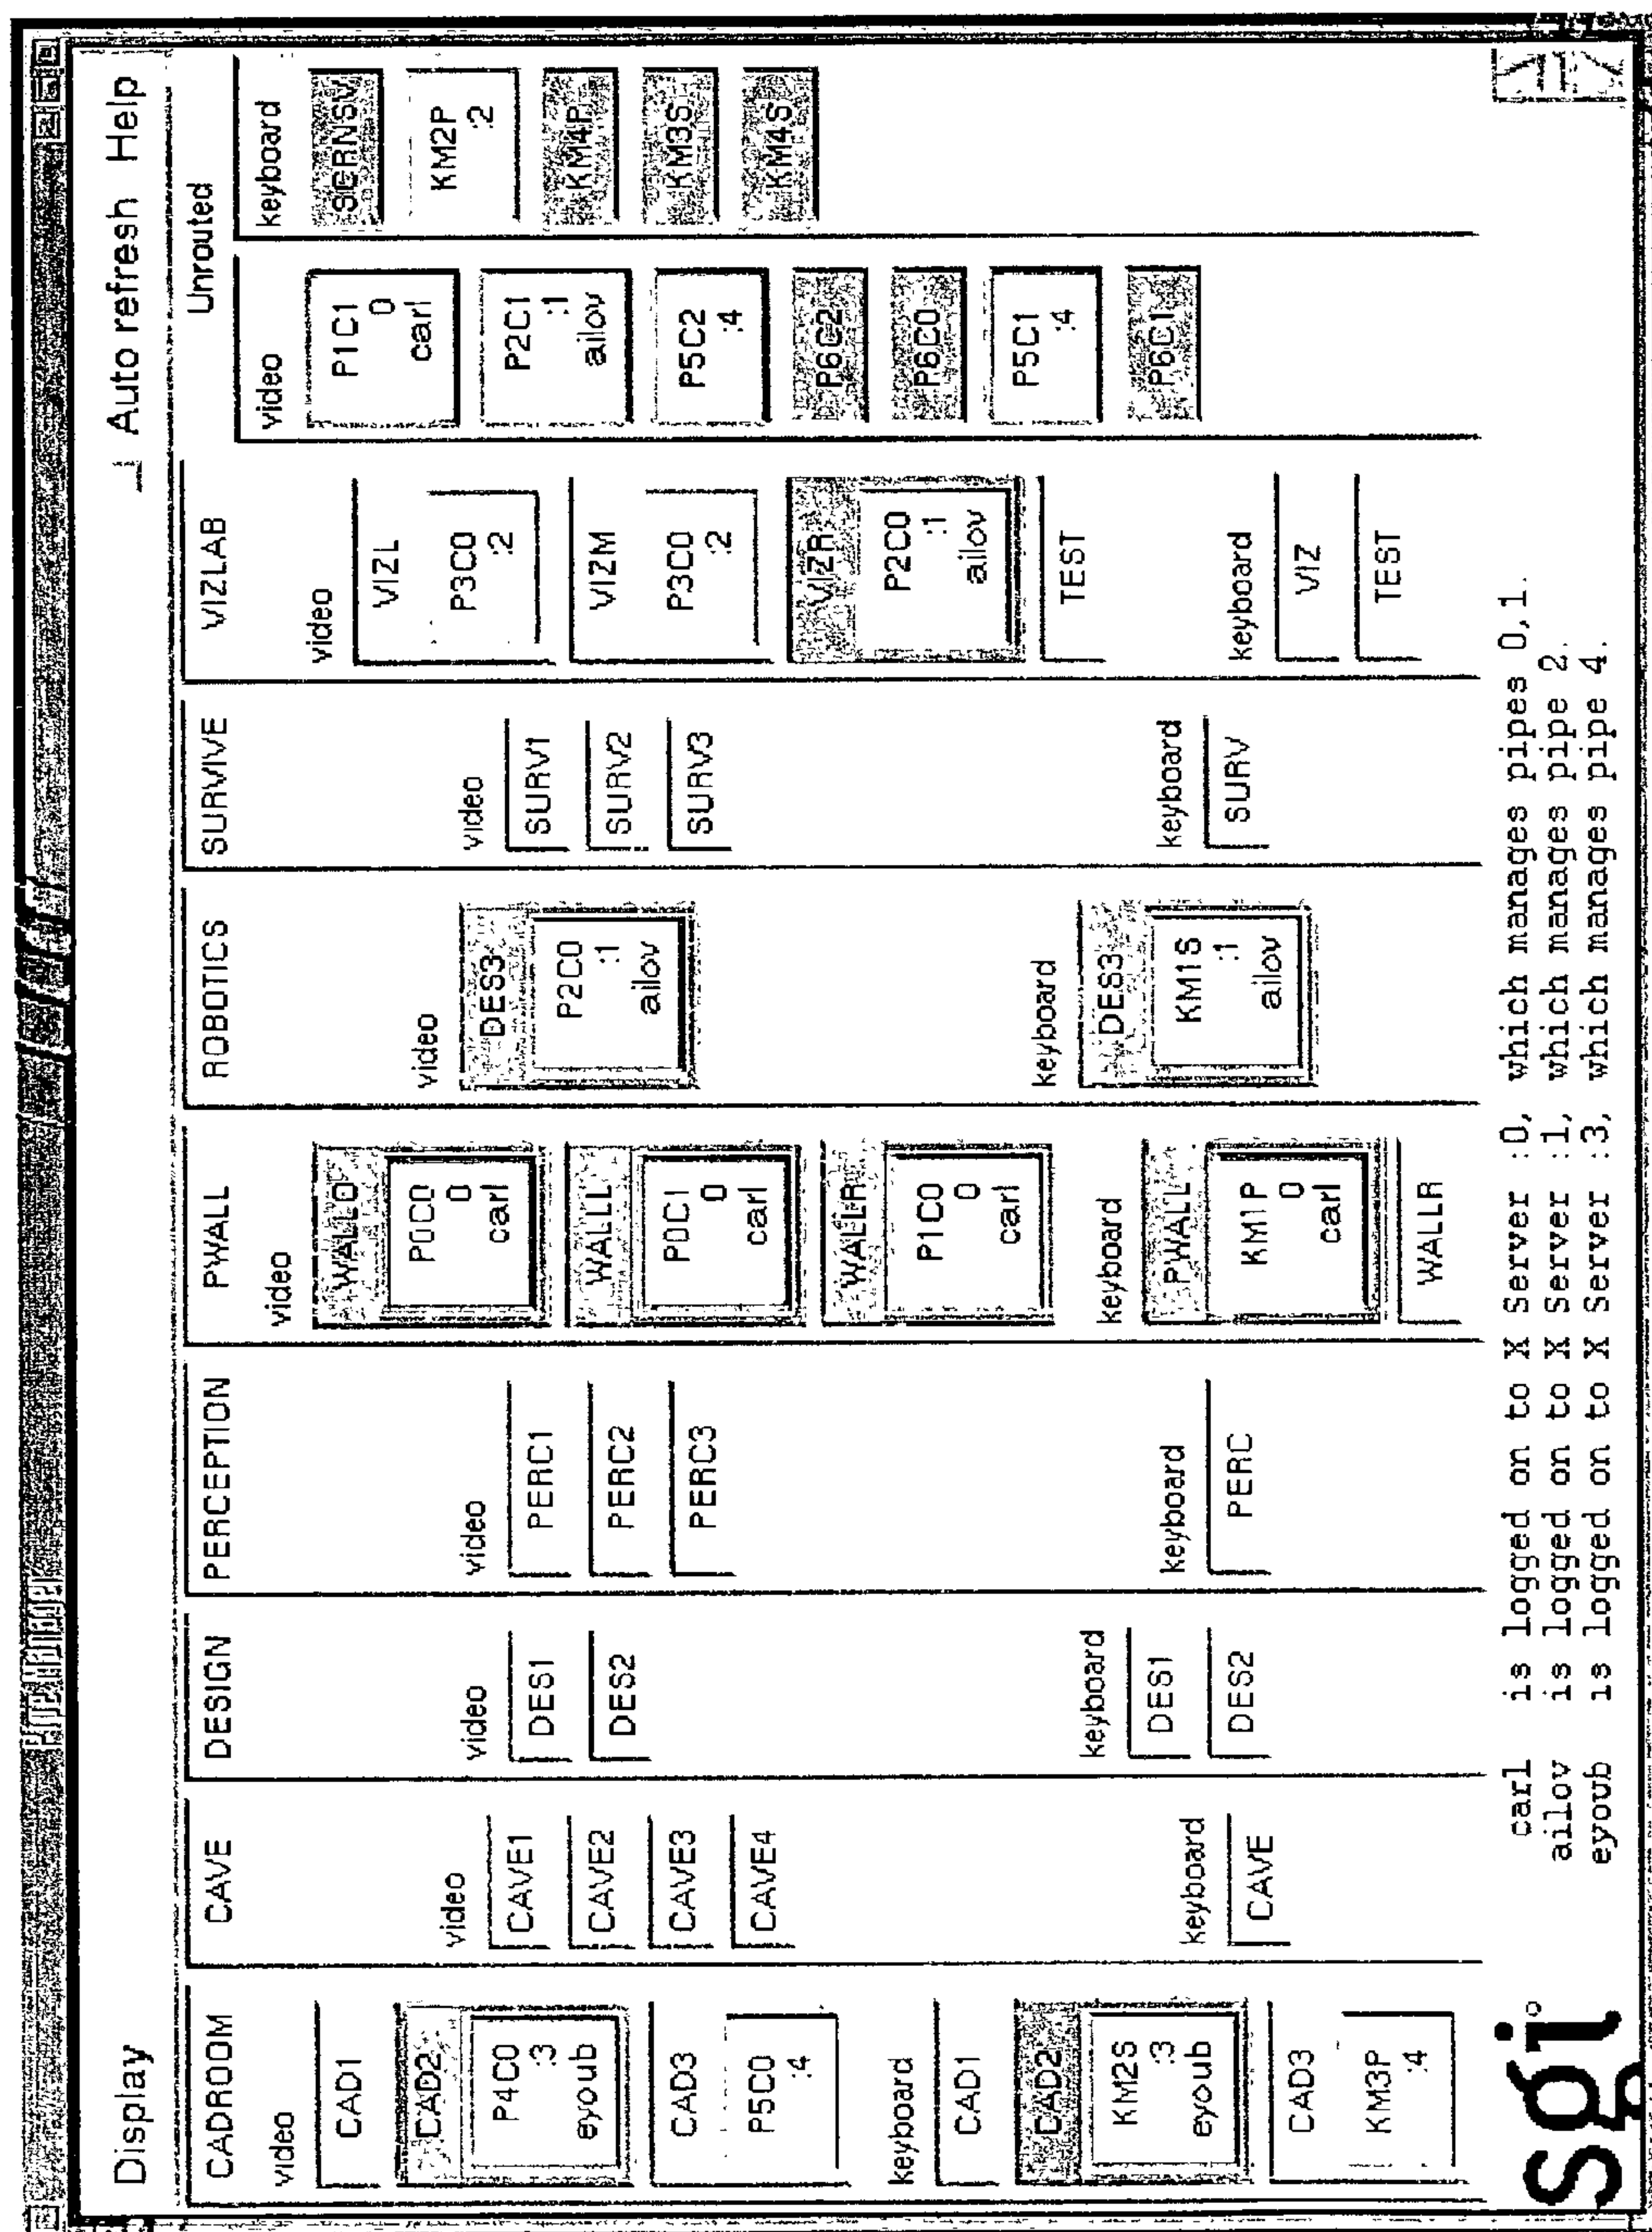 Display
Auto refresh Help
CADROOM
video
CAD1
CAD2
P4C0
:3
eyoub
CAD3
P5C0
:4
keyboard
CAD1
CAD2
KM2S
:3
eyoub
CAD3
KM3P
:4
CAVE
video
CAVE1
CAVE2
CAVE3
CAVE4
keyboard
CAVE
DESIGN
video
DES1
DES2
keyboard
DES1
DES2
PERCEPTION
video
PERC1
PERC2
PERC3
keyboard
PERC
PWALL
video
WALLO
P0C0
0
carl
WALLL
P0C1
0
carl
WALLR
P1C0
0
carl
keyboard
PWALL
KM1P
0
carl
WALLR
ROBOTICS
video
DES3
P2C0
:1
ailov
keyboard
DES3
KM1S
:1
ailov
SURVIVE
video
SURV1
SURV2
SURV3
keyboard
SURV
VIZLAB
video
VIZL
P3C0
:2
VIZM
P3C0
:2
VIZR
P2C0
:1
ailov
TEST
keyboard
VIZ
TEST
Unrouted
video
P1C1
0
carl
P2C1
:1
ailov
P5C2
:4
P6C2
P6C0
P5C1
:4
P6C1
keyboard
SCRNSV
KM2P
:2
KM4P
KM3S
KM4S
sgi
carl is logged on to X Server :0, which manages pipes 0,1.
ailov is logged on to X Server :1, which manages pipe 2.
eyoub is logged on to X Server :3, which manages pipe 4.